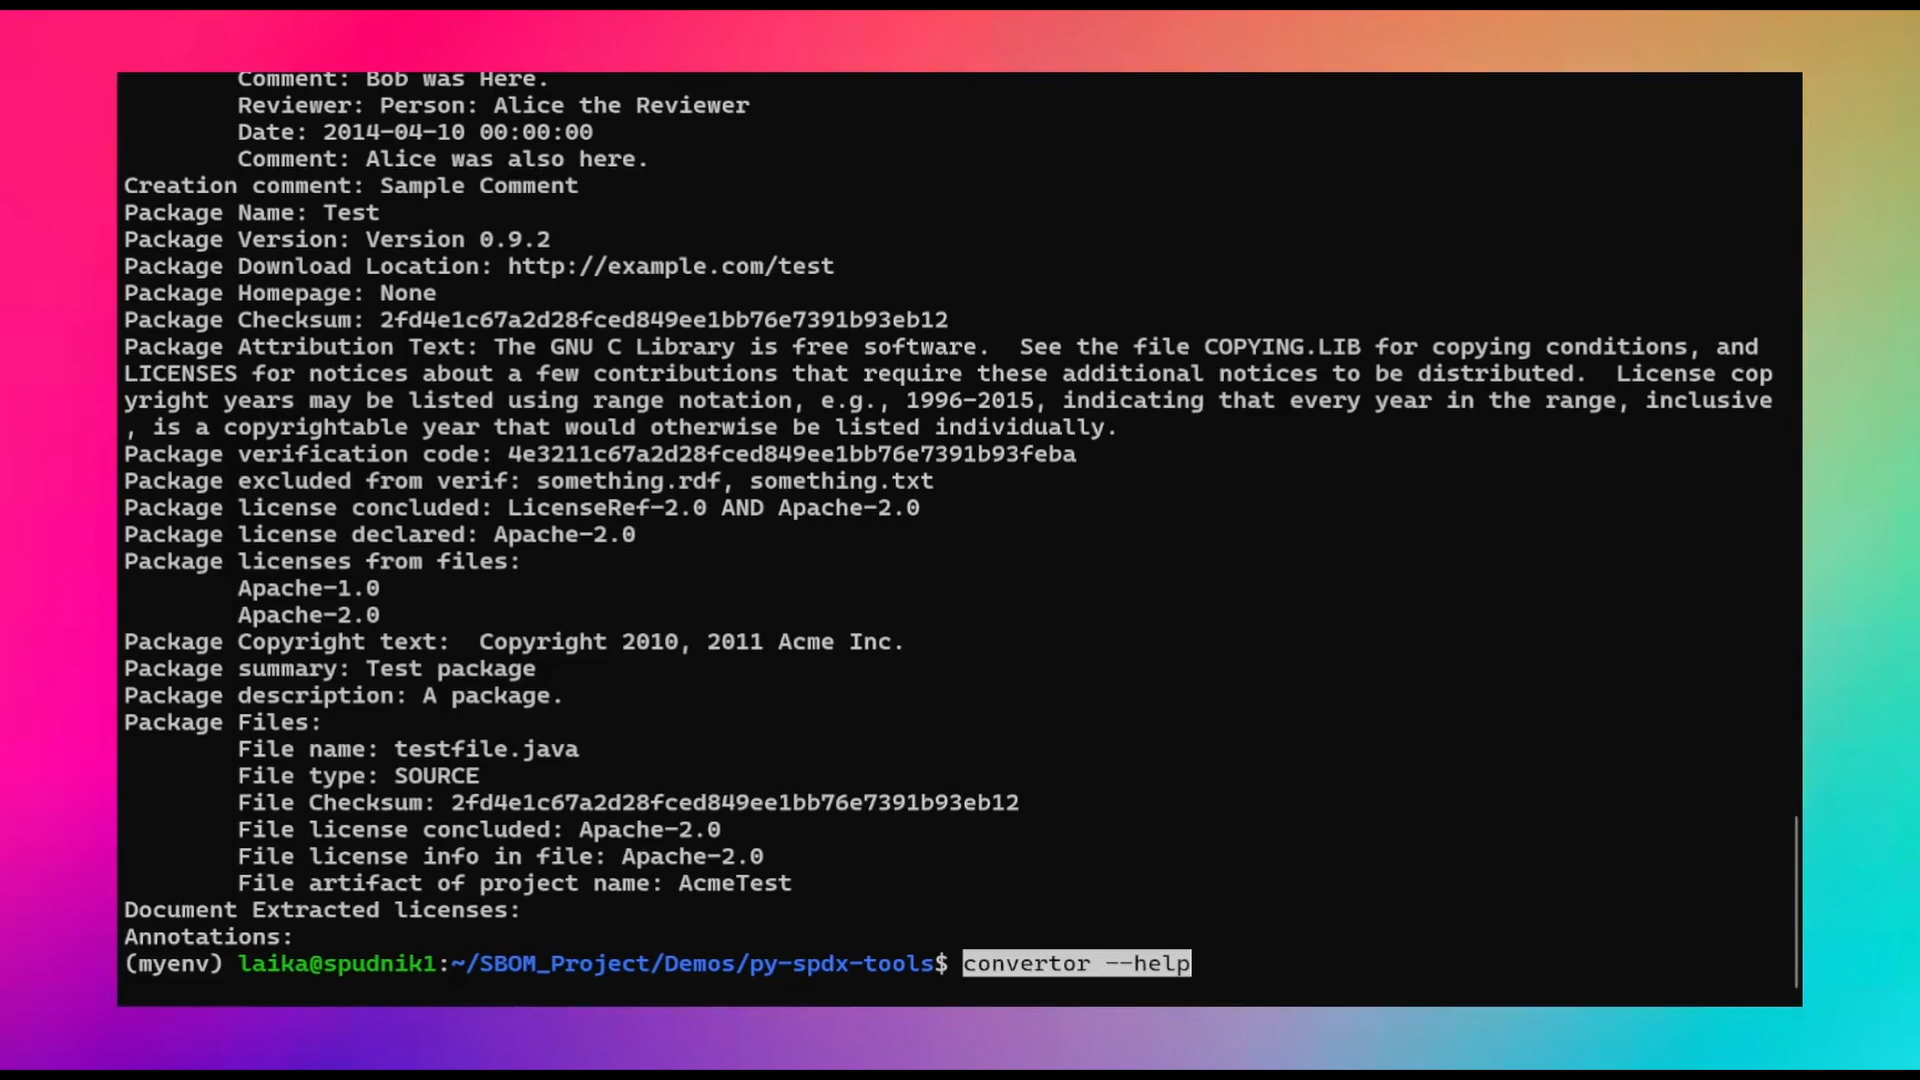 Comment: Bob was Here.
Reviewer: Person: Alice the Reviewer
Date: 2014-04-10 00:00:00
Comment: Alice was also here.
Creation comment: Sample Comment
Package Name: Test
Package Version: Version 0.9.2
Package Download Location: http://example.com/test
Package Homepage: None
Package Checksum: 2fd4e1c67a2d28fced849ee1bb76e7391b93eb12
Package Attribution Text: The GNU C Library is free software.  See the file COPYING.LIB for copying conditions, and
LICENSES for notices about a few contributions that require these additional notices to be distributed.  License cop
yright years may be listed using range notation, e.g., 1996-2015, indicating that every year in the range, inclusive
, is a copyrightable year that would otherwise be listed individually.
Package verification code: 4e3211c67a2d28fced849ee1bb76e7391b93feba
Package excluded from verif: something.rdf, something.txt
Package license concluded: LicenseRef-2.0 AND Apache-2.0
Package license declared: Apache-2.0
Package licenses from files:
Apache-1.0
Apache-2.0
Package Copyright text:  Copyright 2010, 2011 Acme Inc.
Package summary: Test package
Package description: A package.
Package Files:
File name: testfile.java
File type: SOURCE
File Checksum: 2fd4e1c67a2d28fced849ee1bb76e7391b93eb12
File license concluded: Apache-2.0
File license info in file: Apache-2.0
File artifact of project name: AcmeTest
Document Extracted licenses:
Annotations:
(myenv) laika@spudnik1:~/SBOM_Project/Demos/py-spdx-tools$ convertor --help